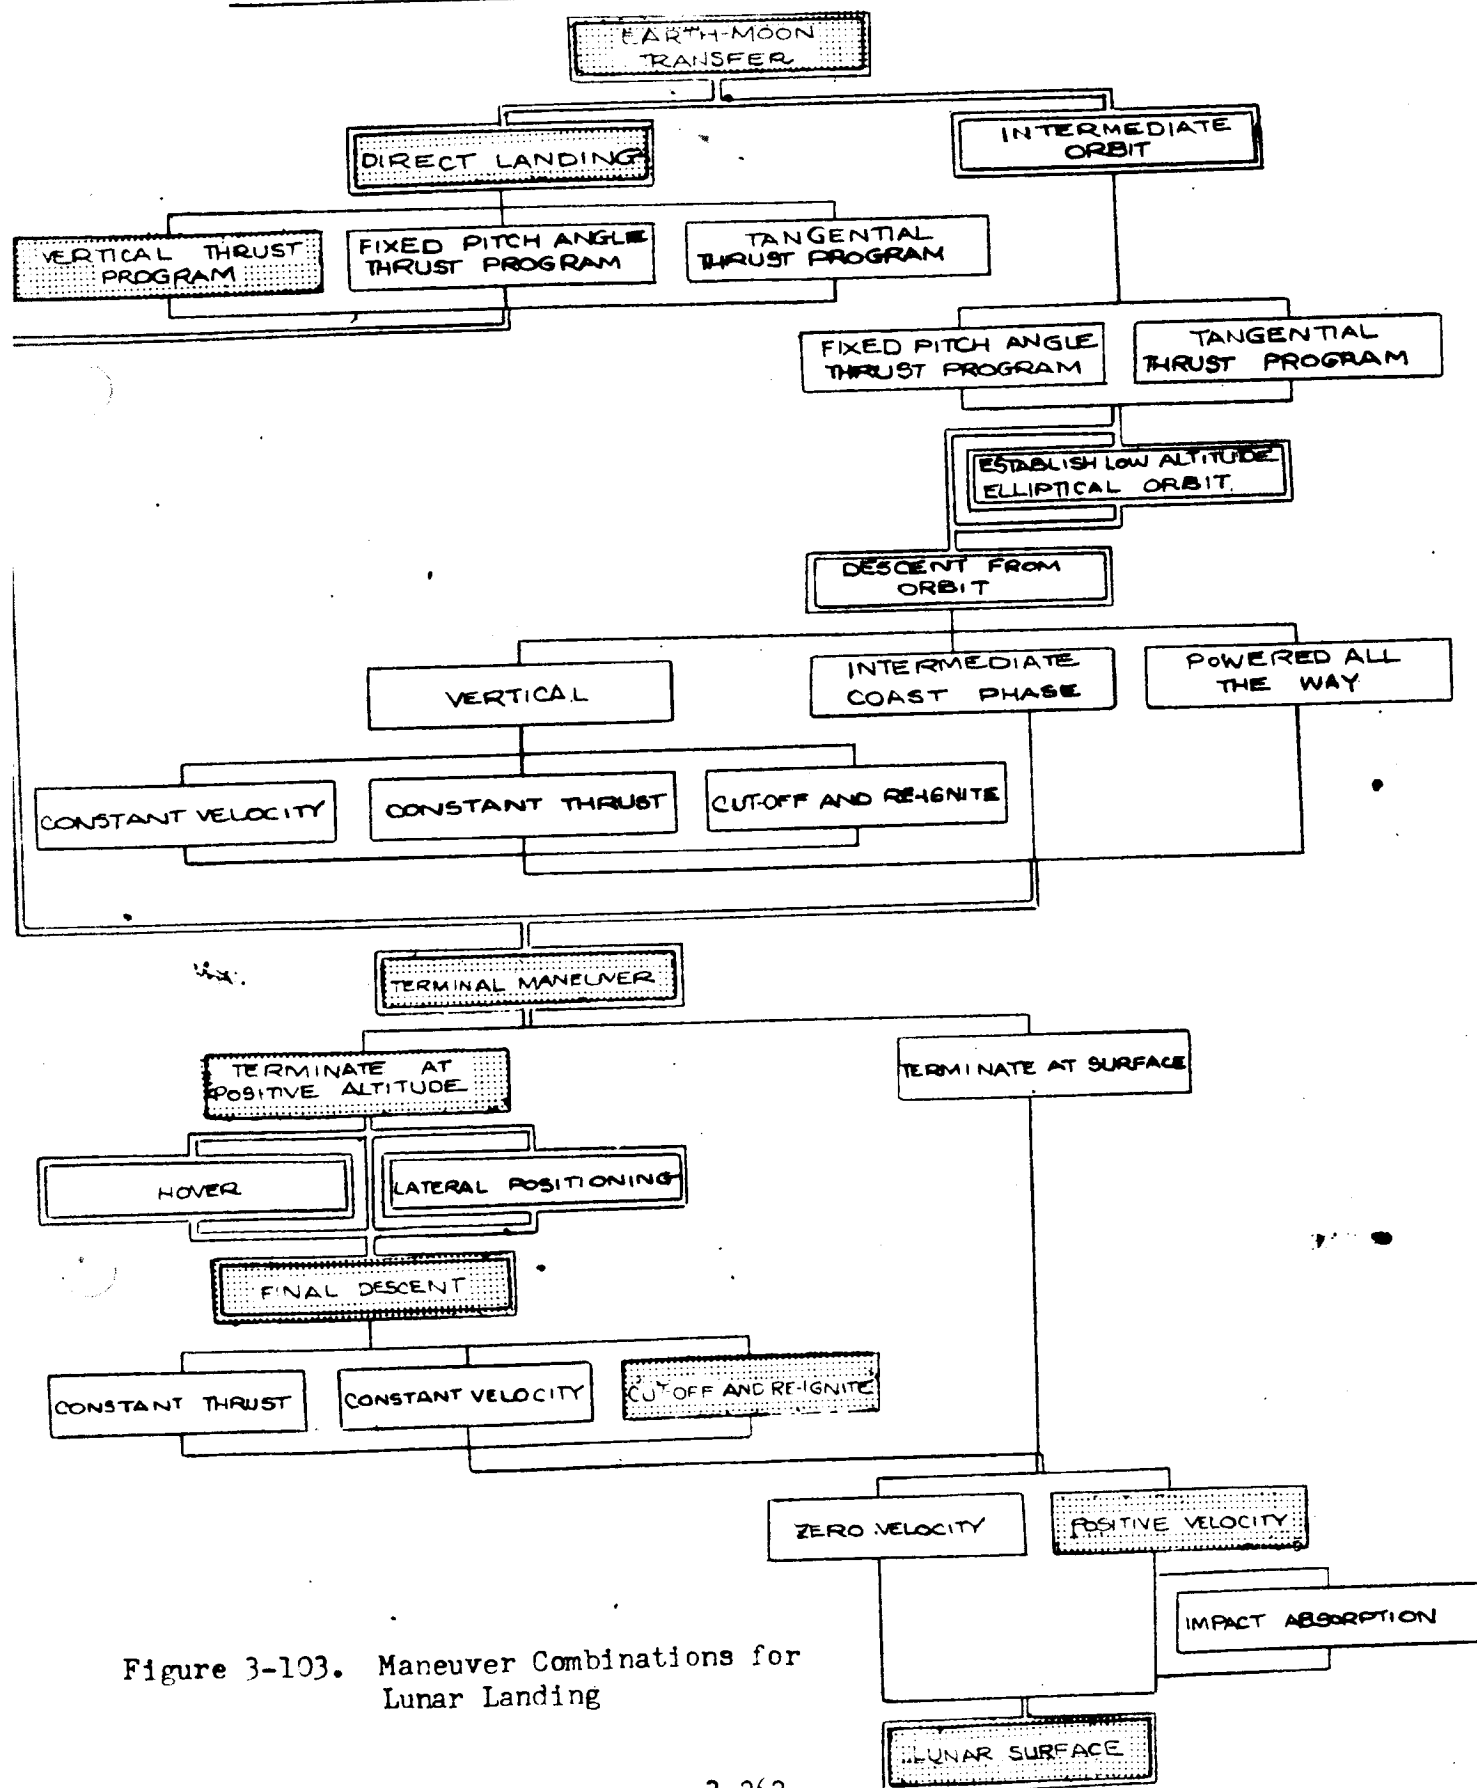 EARTH-MOON
TRANSFER
DIRECT LANDING
INTERMEDIATE
ORBIT
VERTICAL THRUST
PROGRAM
FIXED PITCH ANGLE
THRUST PROGRAM
TANGENTIAL
THRUST PROGRAM
FIXED PITCH ANGLE
THRUST PROGRAM
TANGENTIAL
THRUST PROGRAM
ESTABLISH LOW ALTITUDE
ELLIPTICAL ORBIT.
DESCENT FROM
ORBIT
VERTICAL
INTERMEDIATE
COAST PHASE
POWERED ALL
THE WAY
CONSTANT VELOCITY
CONSTANT THRUST
CUT-OFF AND RE-IGNITE
TERMINAL MANEUVER
TERMINATE AT
POSITIVE ALTITUDE
TERMINATE AT SURFACE
HOVER
LATERAL POSITIONING
FINAL DESCENT
CONSTANT THRUST
CONSTANT VELOCITY
CUT-OFF AND RE-IGNITE
ZERO VELOCITY
POSITIVE VELOCITY
IMPACT ABSORPTION
Figure 3-103. Maneuver Combinations for
Lunar Landing
LUNAR SURFACE